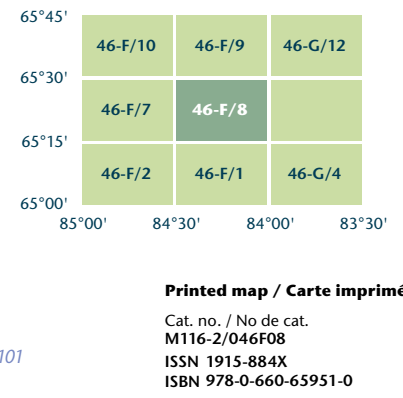 65°45'
46-F/10 46-F/9 46-G/12
65°30'
46-F/7 46-F/8
65°15'
46-F/2 46-F/1 46-G/4
65°00'
85°00' 84°30' 84°00' 83°30'
Printed map / Carte imprimé
Cat. no. / No de cat.
M116-2/046F08
101
ISSN 1915-884X
ISBN 978-0-660-65951-0